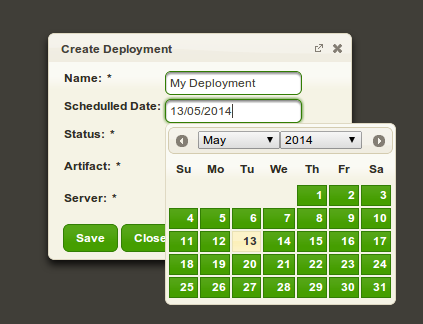 Create Deployment
Name: *
My Deployment
Schedulled Date:
13/05/2014
Status: *
Artifact: *
Server: *
Save Close
May 2014
Su Mo Tu We Th Fr Sa
1 2 3
4 5 6 7 8 9 10
11 12 13 14 15 16 17
18 19 20 21 22 23 24
25 26 27 28 29 30 31